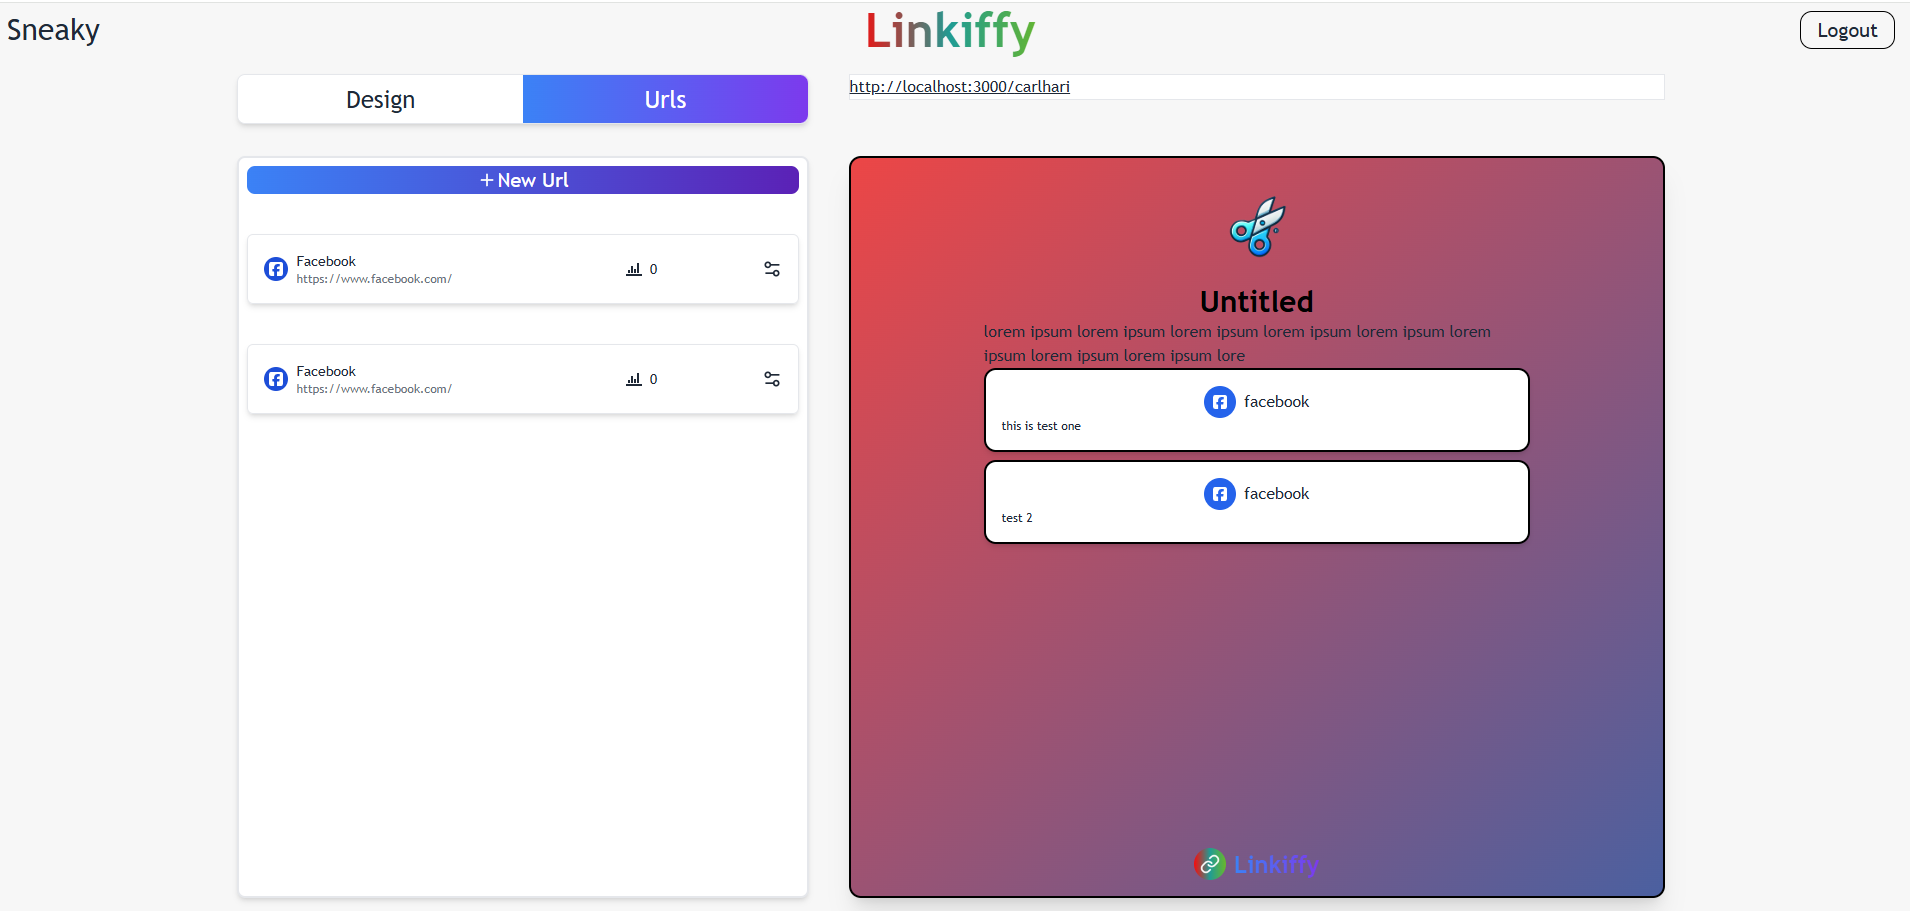 Sneaky
Linkiffy
Logout
Design
Urls
http://localhost:3000/carlhari
+ New Url
Facebook
https://www.facebook.com/
0
Facebook
https://www.facebook.com/
0
Untitled
lorem ipsum lorem ipsum lorem ipsum lorem ipsum lorem ipsum lorem
ipsum lorem ipsum lorem ipsum lore
facebook
this is test one
facebook
test 2
Linkiffy